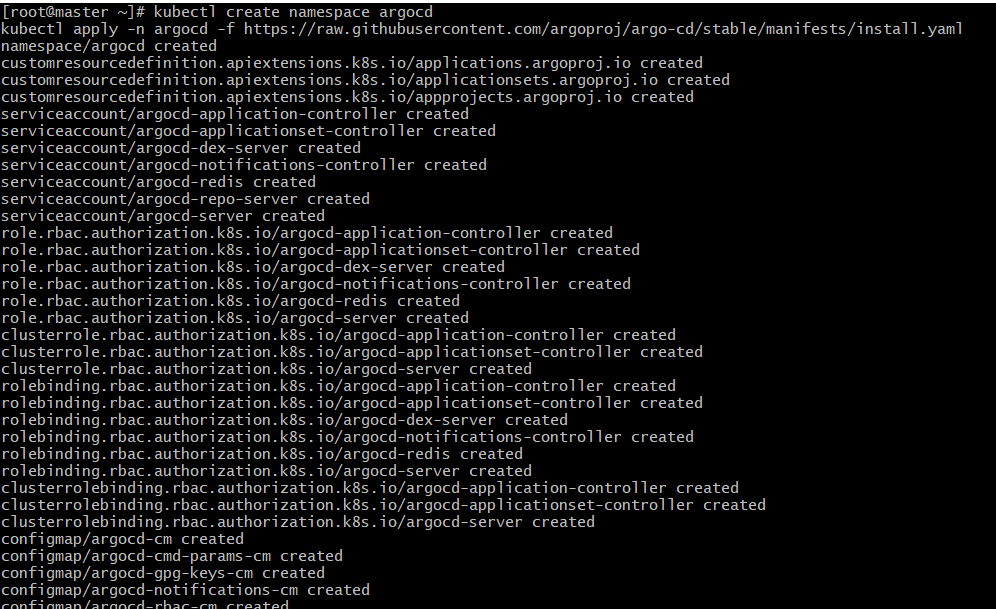 [root@master ~]# kubectl create namespace argocd
kubectl apply -n argocd -f https://raw.githubusercontent.com/argoproj/argo-cd/stable/manifests/install.yaml
namespace/argocd created
customresourcedefinition.apiextensions.k8s.io/applications.argoproj.io created
customresourcedefinition.apiextensions.k8s.io/applicationsets.argoproj.io created
customresourcedefinition.apiextensions.k8s.io/appprojects.argoproj.io created
serviceaccount/argocd-application-controller created
serviceaccount/argocd-applicationset-controller created
serviceaccount/argocd-dex-server created
serviceaccount/argocd-notifications-controller created
serviceaccount/argocd-redis created
serviceaccount/argocd-repo-server created
serviceaccount/argocd-server created
role.rbac.authorization.k8s.io/argocd-application-controller created
role.rbac.authorization.k8s.io/argocd-applicationset-controller created
role.rbac.authorization.k8s.io/argocd-dex-server created
role.rbac.authorization.k8s.io/argocd-notifications-controller created
role.rbac.authorization.k8s.io/argocd-redis created
role.rbac.authorization.k8s.io/argocd-server created
clusterrole.rbac.authorization.k8s.io/argocd-application-controller created
clusterrole.rbac.authorization.k8s.io/argocd-applicationset-controller created
clusterrole.rbac.authorization.k8s.io/argocd-server created
rolebinding.rbac.authorization.k8s.io/argocd-application-controller created
rolebinding.rbac.authorization.k8s.io/argocd-applicationset-controller created
rolebinding.rbac.authorization.k8s.io/argocd-dex-server created
rolebinding.rbac.authorization.k8s.io/argocd-notifications-controller created
rolebinding.rbac.authorization.k8s.io/argocd-redis created
rolebinding.rbac.authorization.k8s.io/argocd-server created
clusterrolebinding.rbac.authorization.k8s.io/argocd-application-controller created
clusterrolebinding.rbac.authorization.k8s.io/argocd-applicationset-controller created
clusterrolebinding.rbac.authorization.k8s.io/argocd-server created
configmap/argocd-cm created
configmap/argocd-cmd-params-cm created
configmap/argocd-gpg-keys-cm created
configmap/argocd-notifications-cm created
configmap/argocd-rbac-cm created